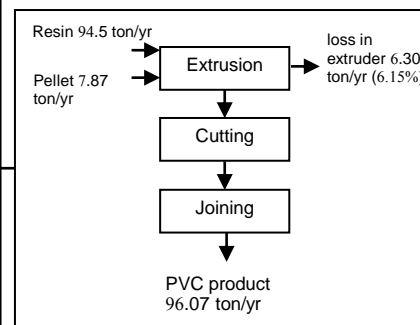 Resin 94.5 ton/yr
Pellet 7.87
ton/yr
Extrusion
loss in
extruder 6.30
ton/yr (6.15%)
Cutting
Joining
PVC product
96.07 ton/yr